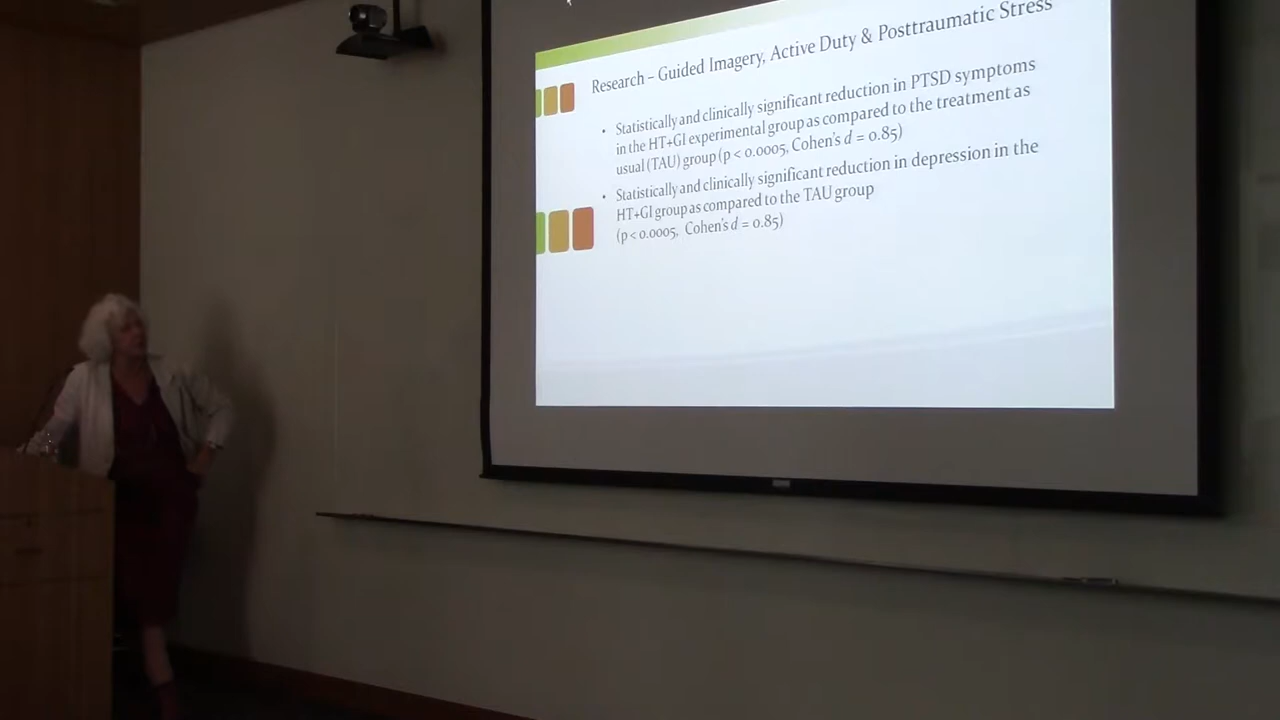 Research – Guided Imagery, Active Duty & Posttraumatic Stress
• Statistically and clinically significant reduction in PTSD symptoms
in the HT+GI experimental group as compared to the treatment as
usual (TAU) group (p < 0.0005, Cohen's d = 0.85)
• Statistically and clinically significant reduction in depression in the
HT+GI group as compared to the TAU group
(p < 0.0005, Cohen's d = 0.85)